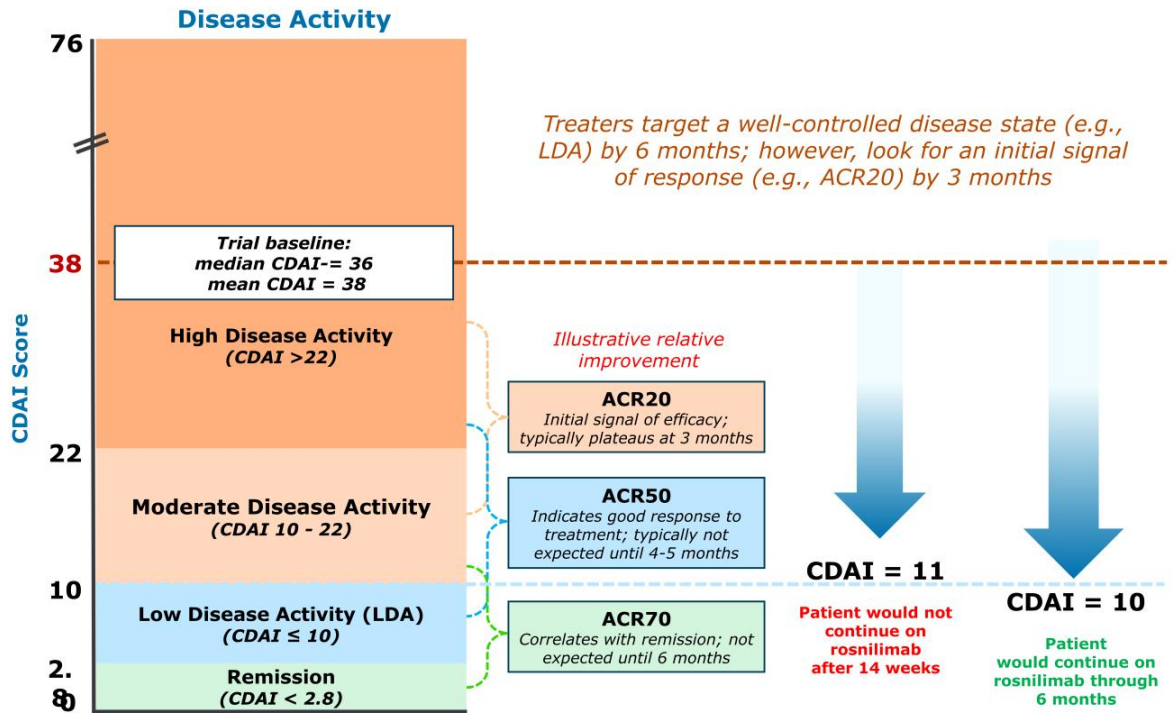 Disease Activity
76
Treaters target a well-controlled disease state (e.g.,
LDA) by 6 months; however, look for an initial signal
of response (e.g., ACR20) by 3 months
Trial baseline:
median CDAI-= 36
mean CDAI = 38
38
CDAI Score
High Disease Activity
(CDAI >22)
Illustrative relative
improvement
ACR20
Initial signal of efficacy;
typically plateaus at 3 months
22
Moderate Disease Activity
(CDAI 10 - 22)
ACR50
Indicates good response to
treatment; typically not
expected until 4-5 months
CDAI = 11
Patient would not
continue on
rosnilimab
after 14 weeks
10
CDAI = 10
Patient
would continue on
rosnilimab through
6 months
Low Disease Activity (LDA)
(CDAI ≤ 10)
ACR70
Correlates with remission; not
expected until 6 months
2.
8
Remission
(CDAI < 2.8)
0